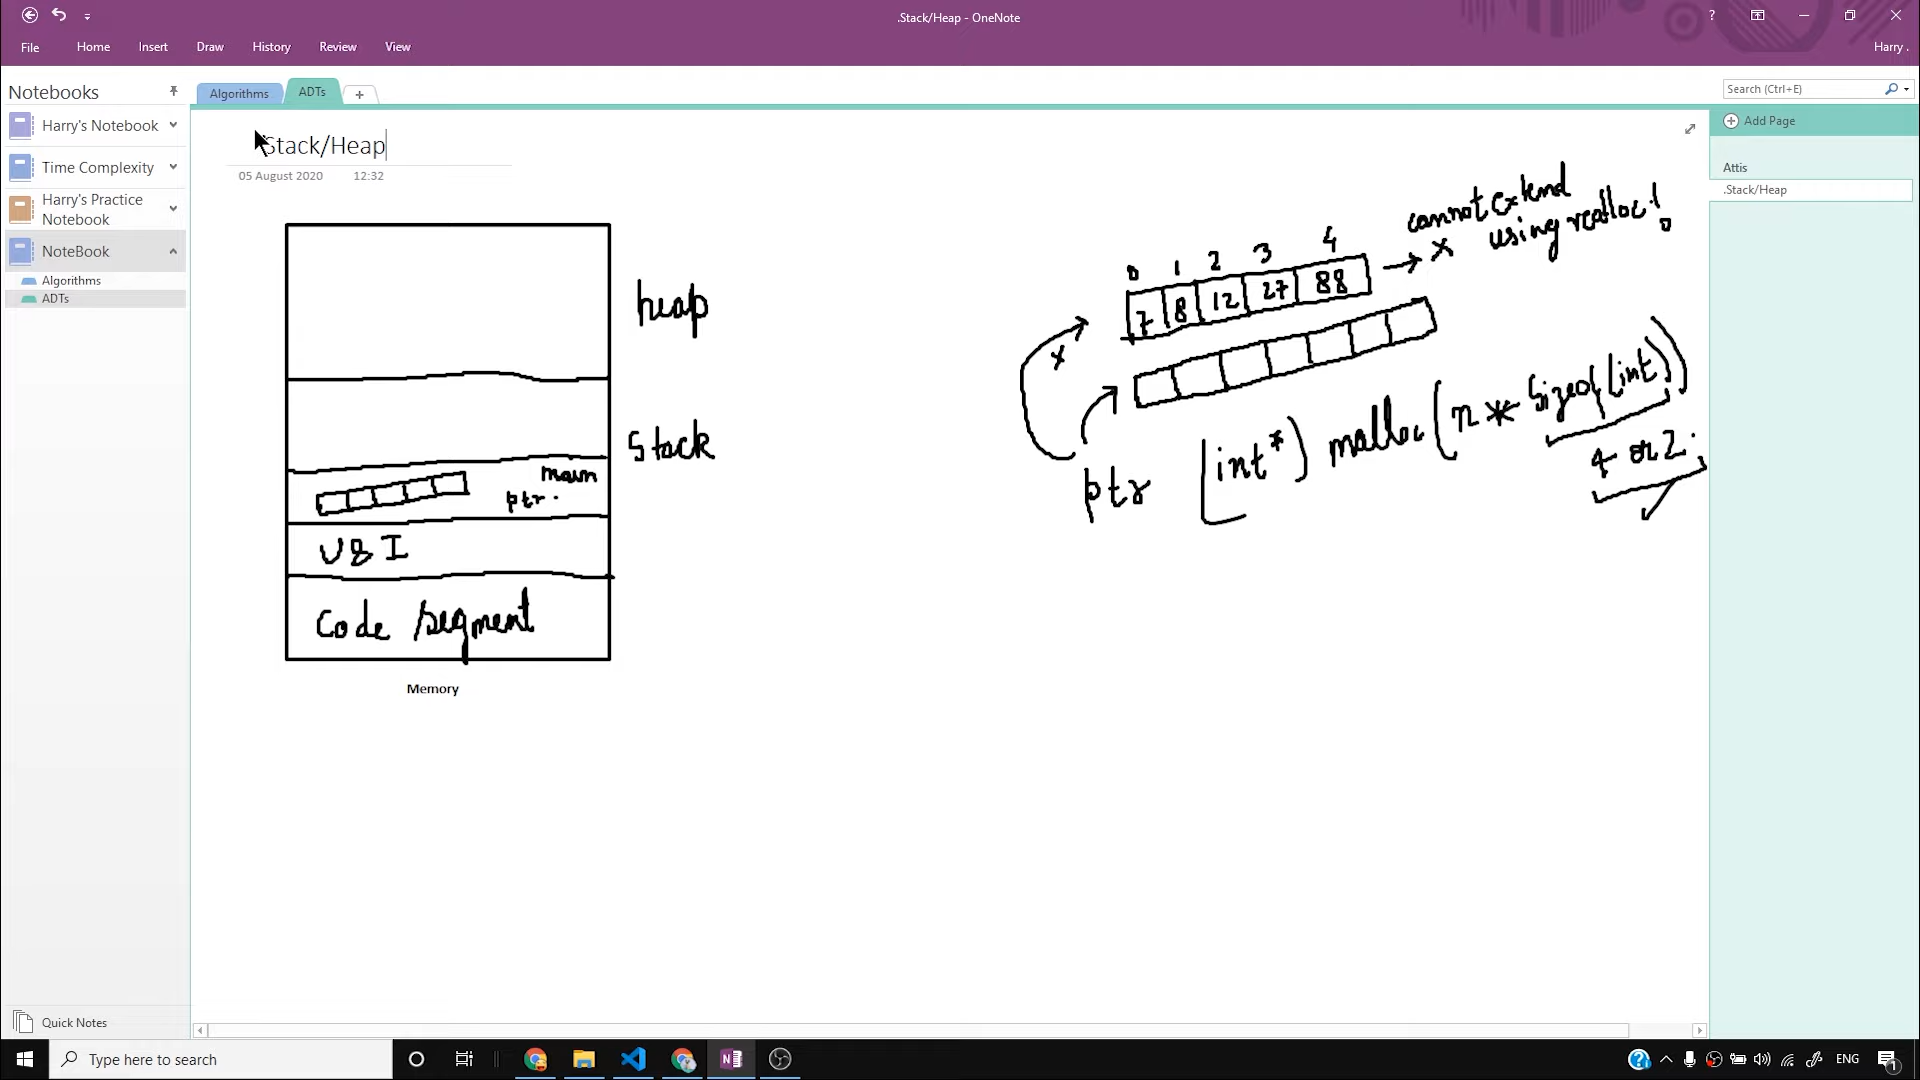 .Stack/Heap - OneNote
?
File
Home
Insert
Draw
History
Review
View
Harry .
Notebooks
Harry's Notebook
Time Complexity
Harry's Practice
Notebook
NoteBook
Algorithms
ADTs
Quick Notes
Algorithms
ADTs
+
Search (Ctrl+E)
Add Page
Attis
.Stack/Heap
Stack/Heap
05 August 2020
12:32
heap
Stack
main
ptr.
U & I
Code segment
Memory
0 1 2 3 4
7 8 12 27 88
→ x
cannot extend
using realloc!
x
ptr (int*) malloc (n * Sizeof(int))
4 or 2.
Type here to search
ENG
1